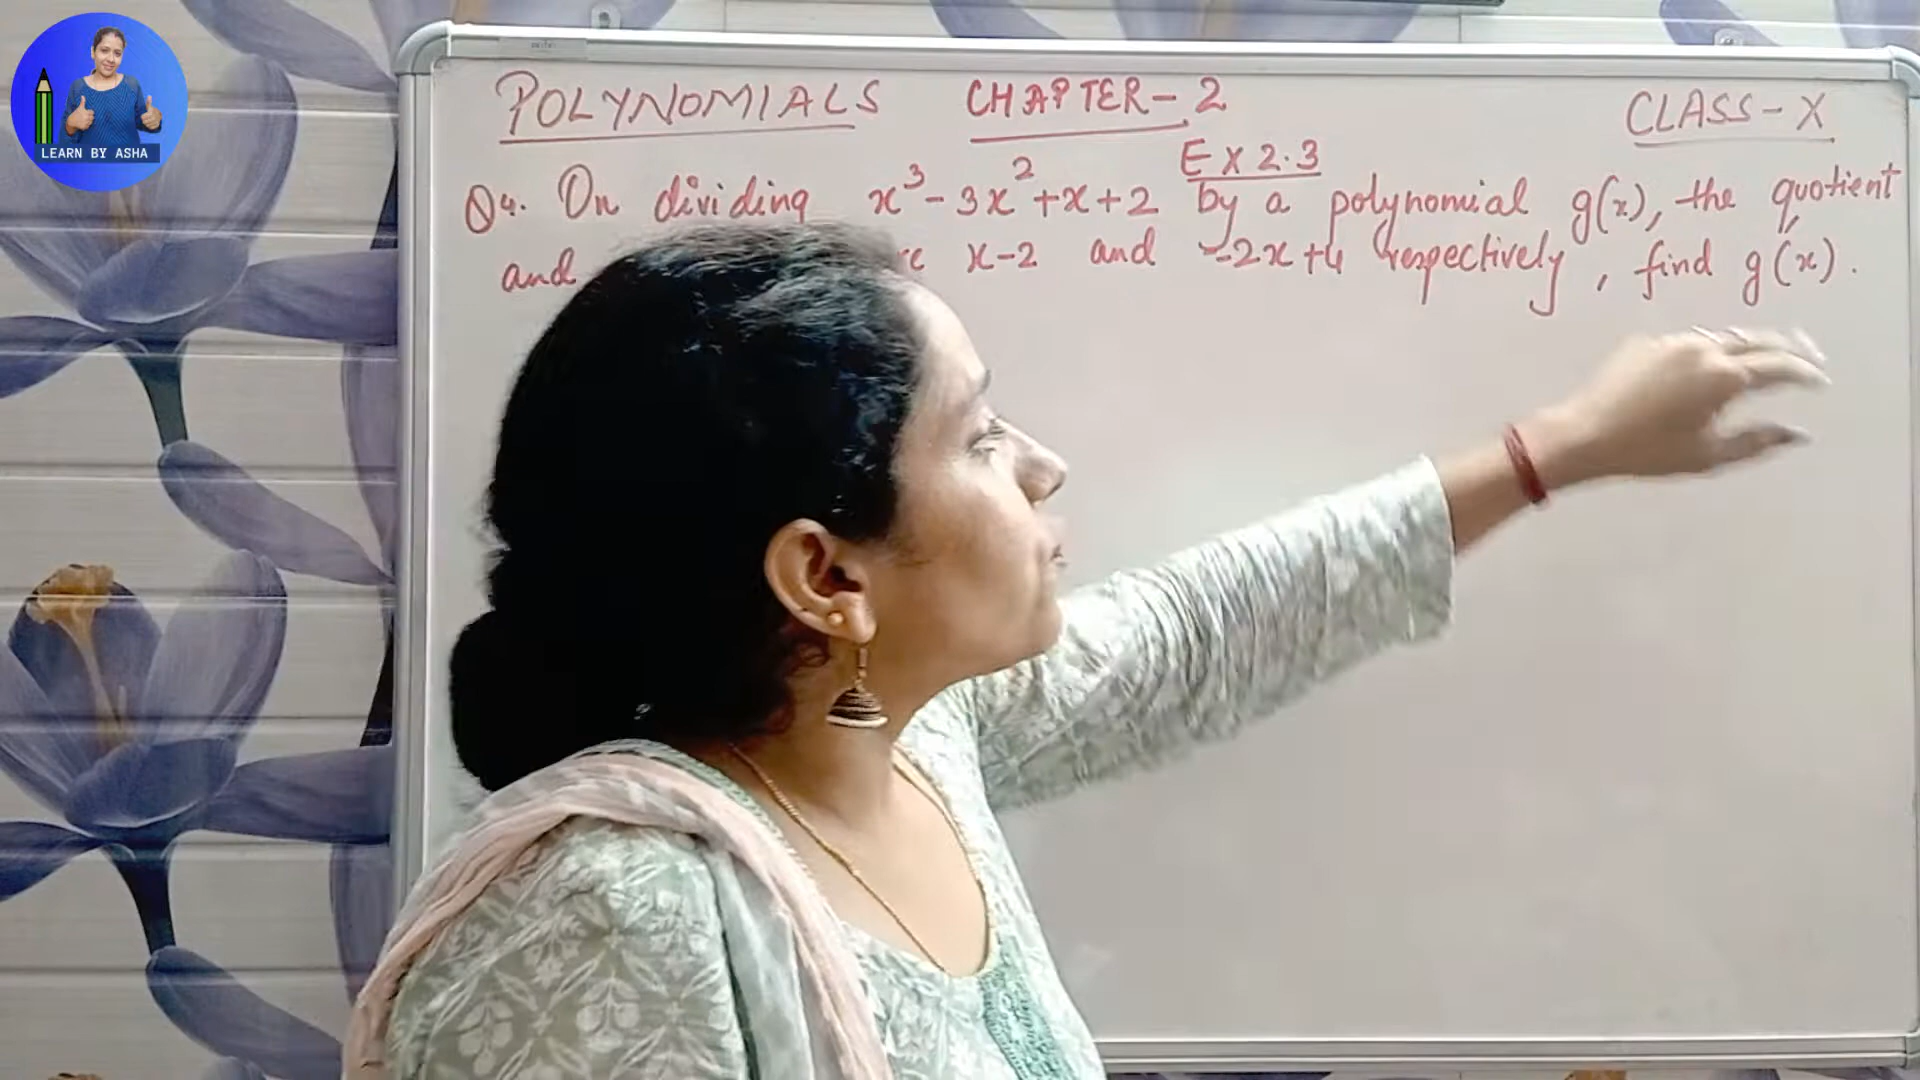 LEARN BY ASHA
POLYNOMIALS CHAPTER-2 CLASS-X
EX 2.3
Q4. On dividing x³-3x²+x+2 by a polynomial g(x), the quotient
and x-2 and -2x+4 respectively, find g(x).